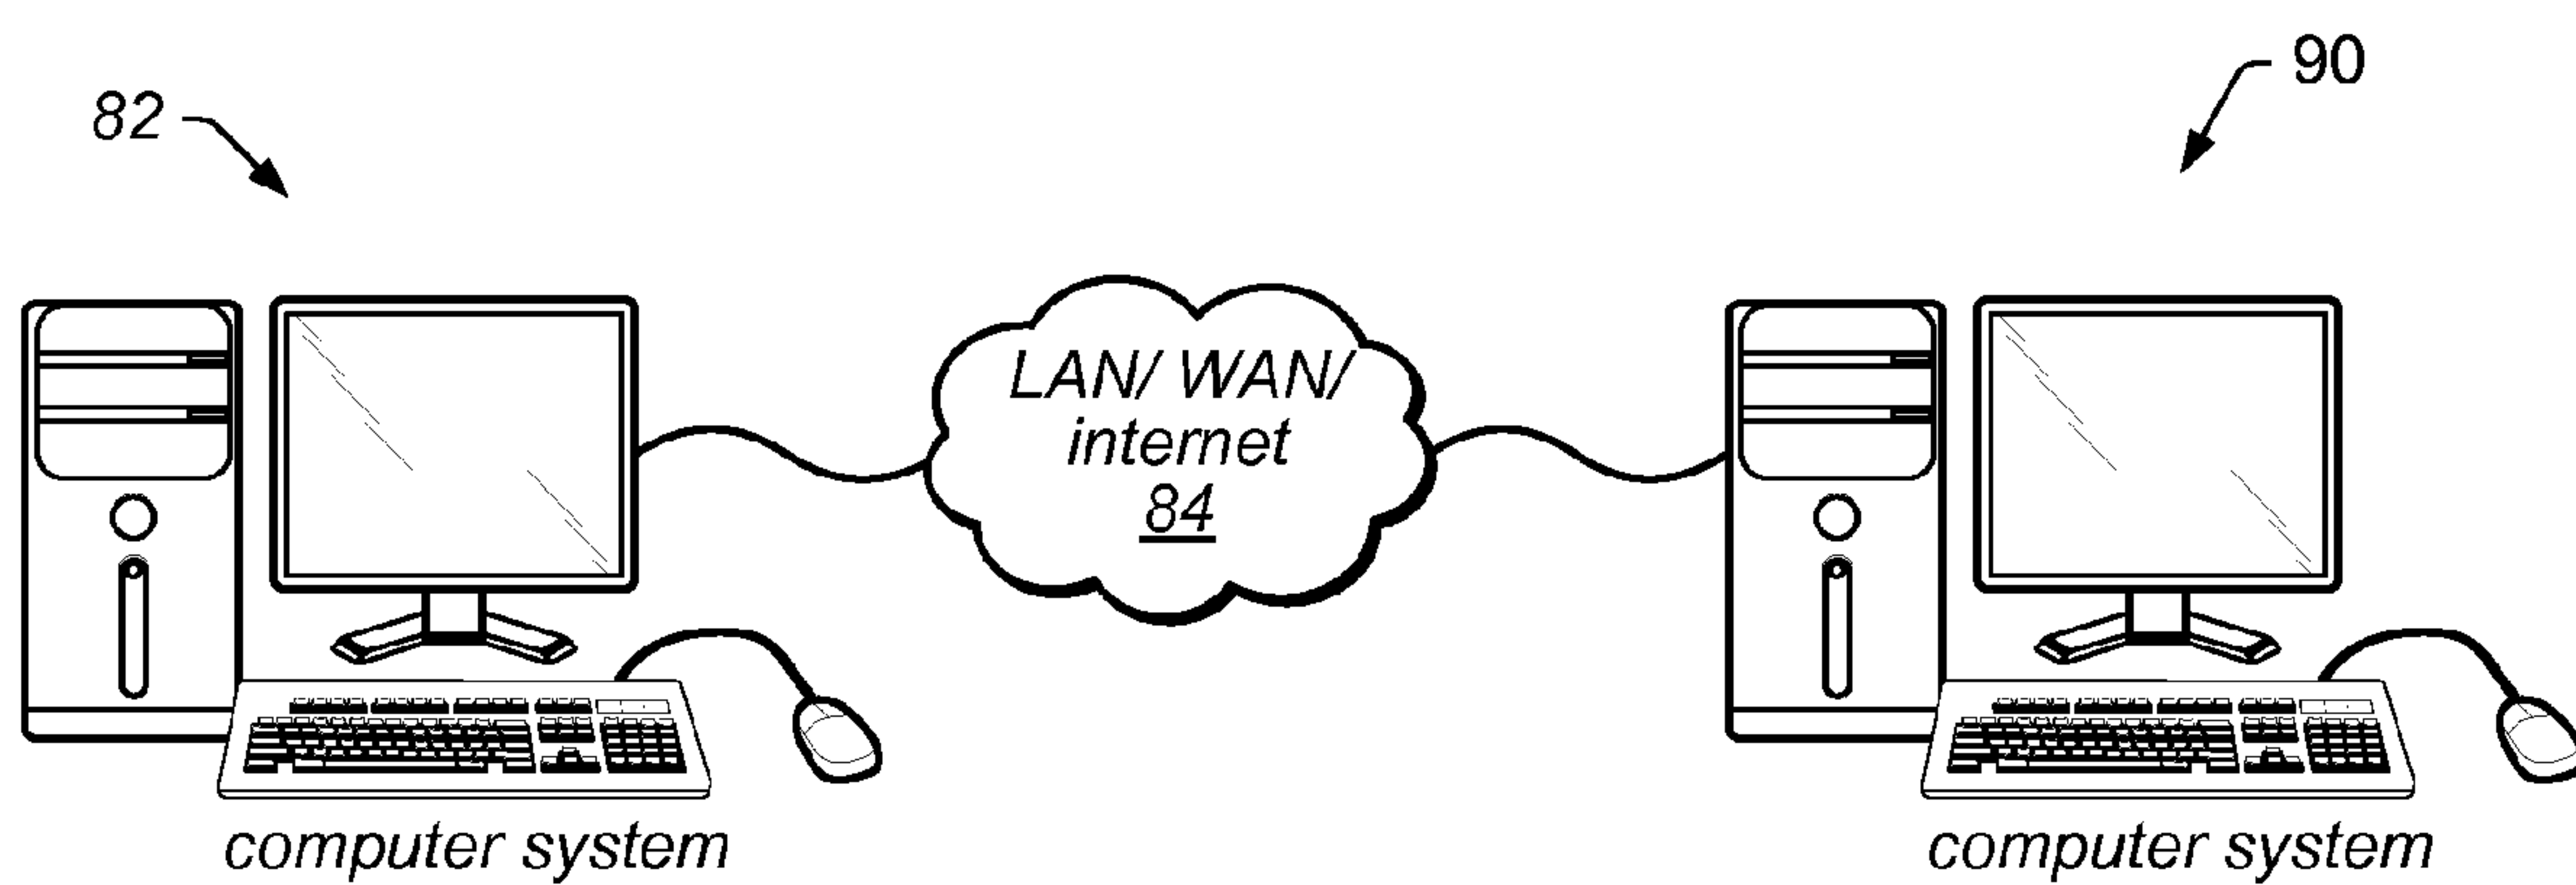 82
90
LAN/ WAN/
internet
84
computer system
computer system